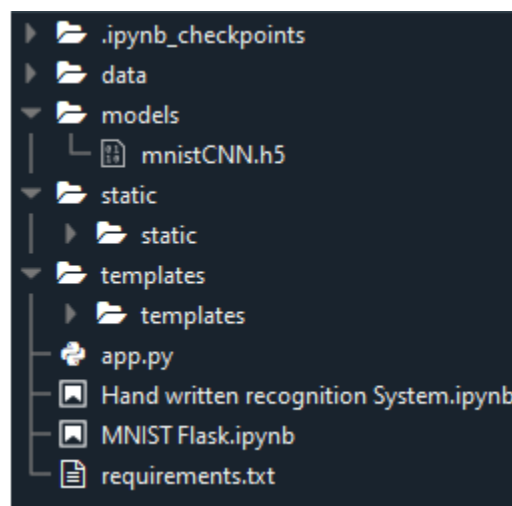 .ipynb_checkpoints
data
models
mnistCNN.h5
static
static
templates
templates
app.py
Hand written recognition System.ipynb
MNIST Flask.ipynb
requirements.txt